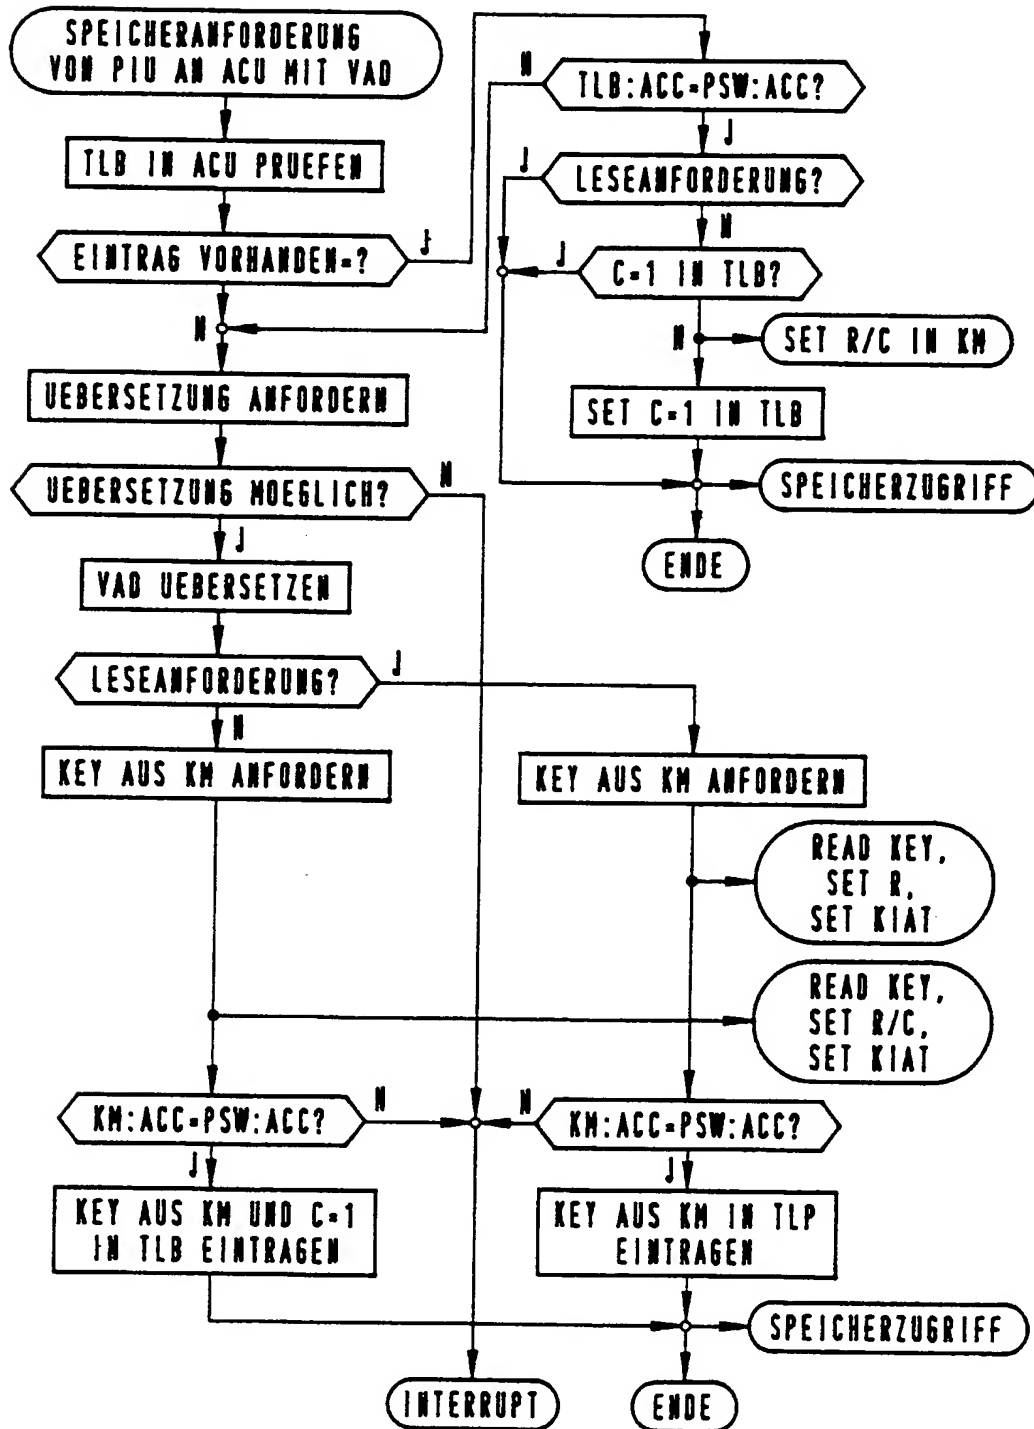 SPEICHERANFORDERUNG
VON PIU AN ACU MIT VAD
TLB IN ACU PRUEFEN
EINTRAG VORHANDEN=?
J
N
UEBERSETZUNG ANFORDERN
UEBERSETZUNG MOEGLICH?
N
J
VAD UEBERSETZEN
LESEANFORDERUNG?
J
N
KEY AUS KM ANFORDERN
KM:ACC=PSW:ACC?
N
J
KEY AUS KM UND C=1
IN TLB EINTRAGEN
INTERRUPT
N
TLB:ACC=PSW:ACC?
J
J
LESEANFORDERUNG?
N
J
C=1 IN TLB?
N
SET R/C IN KM
SET C=1 IN TLB
SPEICHERZUGRIFF
ENDE
KEY AUS KM ANFORDERN
READ KEY,
SET R,
SET KIAT
READ KEY,
SET R/C,
SET KIAT
N
KM:ACC=PSW:ACC?
J
KEY AUS KM IN TLP
EINTRAGEN
SPEICHERZUGRIFF
ENDE